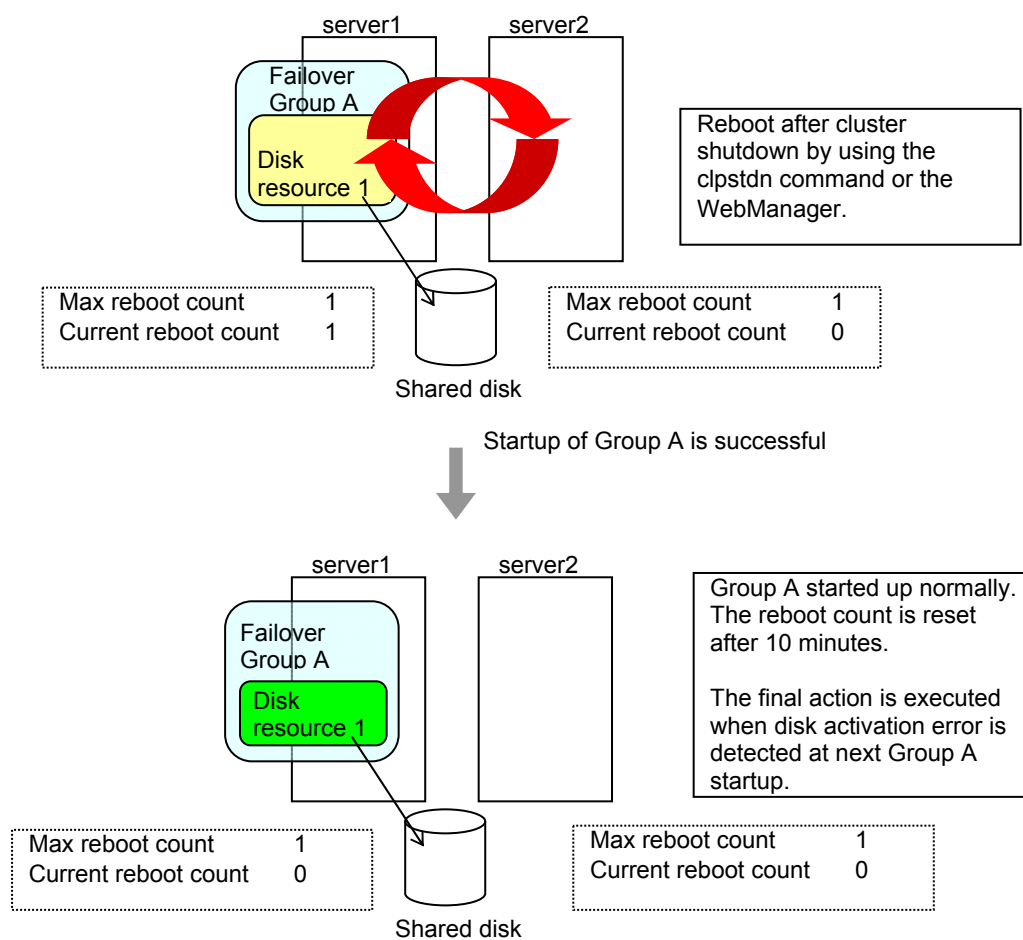 server1
server2
Failover
Group A
Disk
resource 1
Reboot after cluster
shutdown by using the
clpstdn command or the
WebManager.
Max reboot count 1
Current reboot count 1
Max reboot count 1
Current reboot count 0
Shared disk
Startup of Group A is successful
server1
server2
Failover
Group A
Disk
resource 1
Group A started up normally.
The reboot count is reset
after 10 minutes.
The final action is executed
when disk activation error is
detected at next Group A
startup.
Max reboot count 1
Current reboot count 0
Max reboot count 1
Current reboot count 0
Shared disk